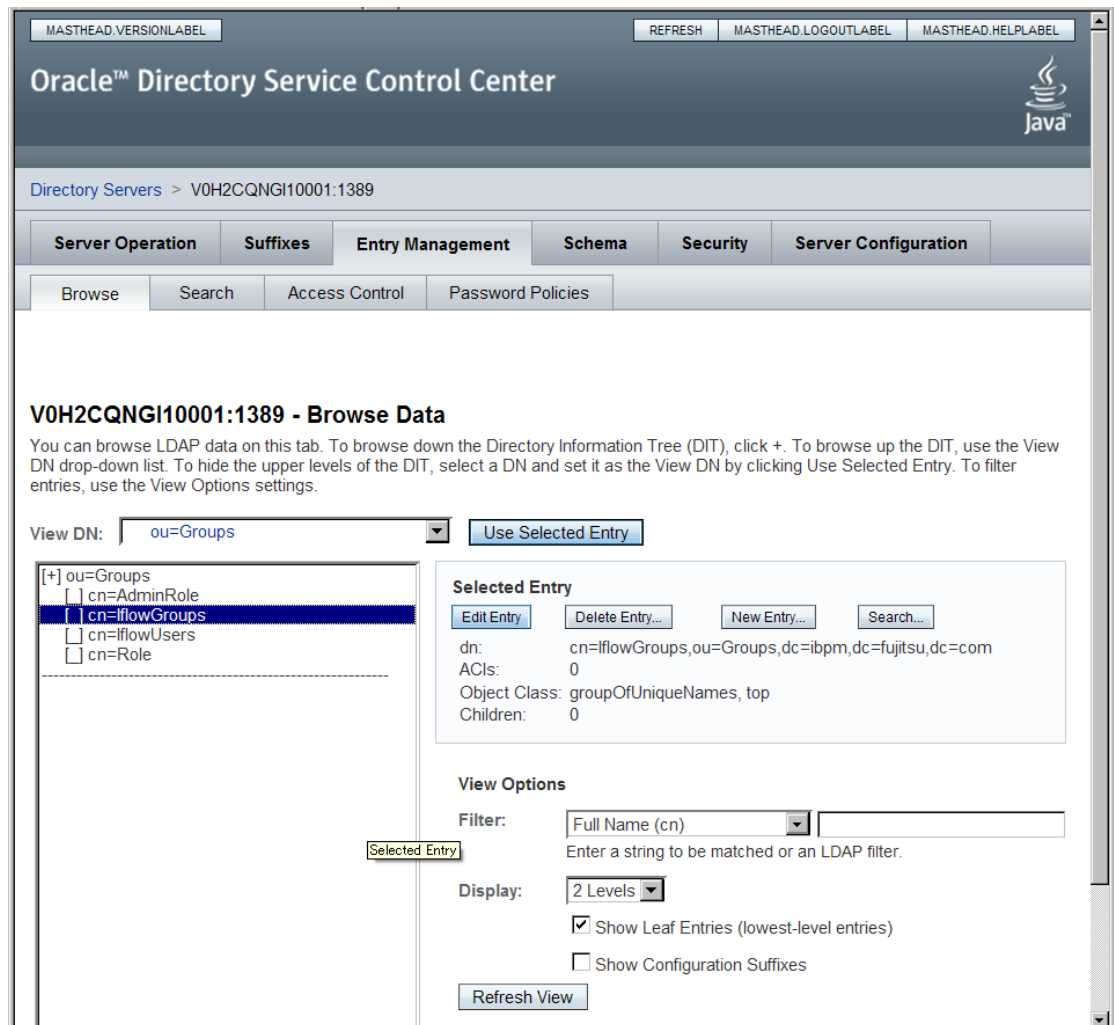 MASTHEAD.VERSIONLABEL REFRESH MASTHEAD.LOGOUTLABEL MASTHEAD.HELPLABEL
Oracle™ Directory Service Control Center
Java™
Directory Servers > V0H2CQNGI10001:1389
Server Operation Suffixes Entry Management Schema Security Server Configuration
Browse Search Access Control Password Policies
V0H2CQNGI10001:1389 - Browse Data
You can browse LDAP data on this tab. To browse down the Directory Information Tree (DIT), click +. To browse up the DIT, use the View
DN drop-down list. To hide the upper levels of the DIT, select a DN and set it as the View DN by clicking Use Selected Entry. To filter
entries, use the View Options settings.
View DN: ou=Groups Use Selected Entry
[+] ou=Groups
[_] cn=AdminRole
[_] cn=IflowGroups
[_] cn=IflowUsers
[_] cn=Role
-----------------------------------------------------------
Selected Entry
Edit Entry Delete Entry... New Entry... Search...
dn: cn=IflowGroups,ou=Groups,dc=ibpm,dc=fujitsu,dc=com
ACIs: 0
Object Class: groupOfUniqueNames, top
Children: 0
View Options
Filter: Full Name (cn)
Selected Entry
Enter a string to be matched or an LDAP filter.
Display: 2 Levels
Show Leaf Entries (lowest-level entries)
Show Configuration Suffixes
Refresh View